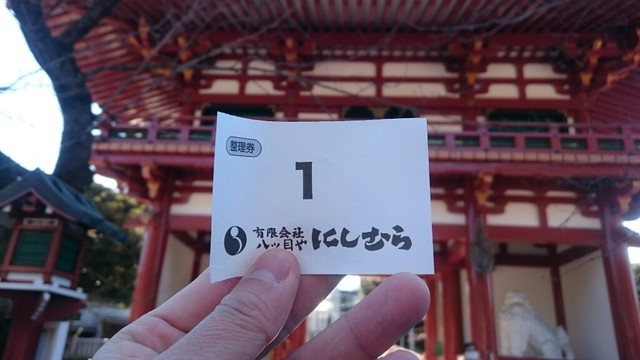 整理券
1
有限会社
八ッ目や にしむら